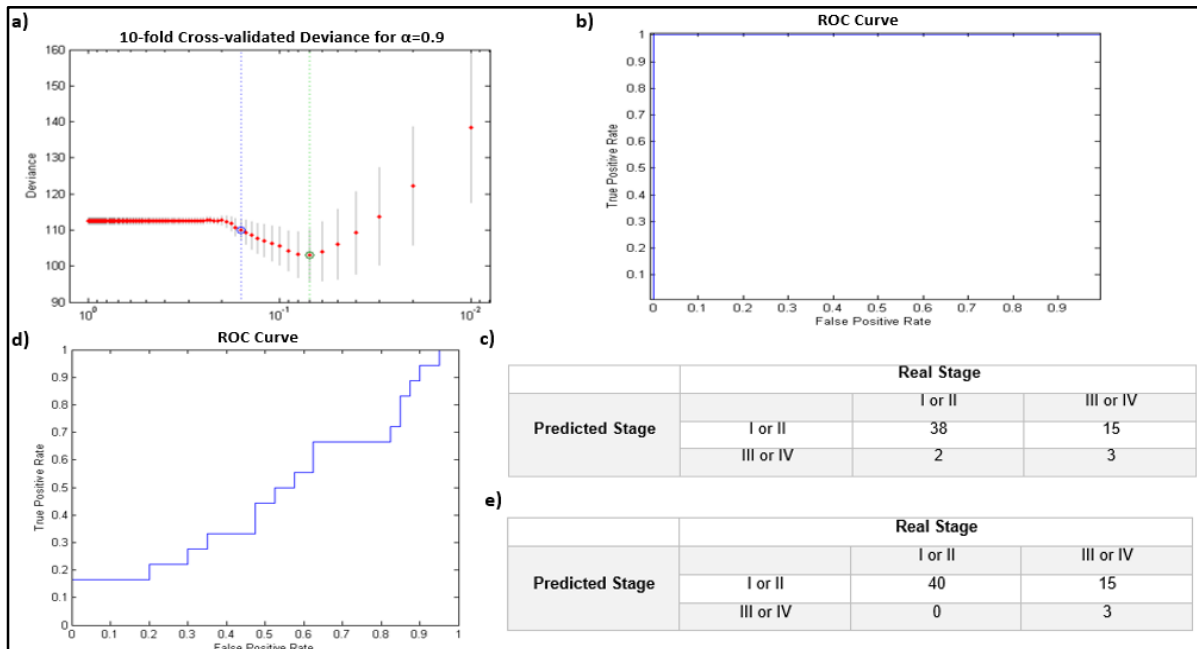 a)
10-fold Cross-validated Deviance for α=0.9
160
150
140
130
120
110
100
90
Deviance
10⁰
10⁻¹
10⁻²
b)
ROC Curve
1
0.9
0.8
0.7
0.6
0.5
0.4
0.3
0.2
0.1
True Positive Rate
0 0.1 0.2 0.3 0.4 0.5 0.6 0.7 0.8 0.9
False Positive Rate
d)
ROC Curve
1
0.9
0.8
0.7
0.6
0.5
0.4
0.3
0.2
0.1
0
True Positive Rate
0 0.1 0.2 0.3 0.4 0.5 0.6 0.7 0.8 0.9 1
False Positive Rate
c)
Real Stage
I or II III or IV
Predicted Stage
I or II 38 15
III or IV 2 3
e)
Real Stage
I or II III or IV
Predicted Stage
I or II 40 15
III or IV 0 3